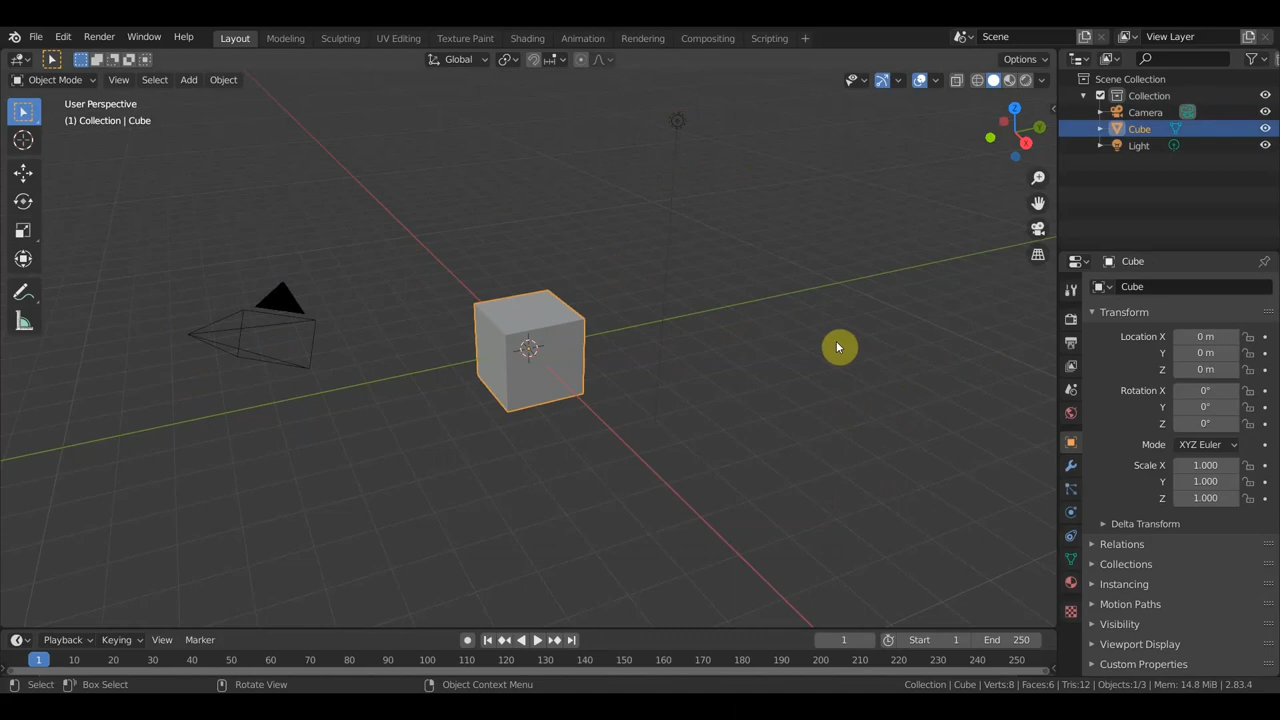 File Edit Render Window Help Layout Modeling Sculpting UV Editing Texture Paint Shading Animation Rendering Compositing Scripting + Scene View Layer
Global Options
Object Mode View Select Add Object
User Perspective
(1) Collection | Cube
Z
Y
X
Scene Collection
Collection
Camera
Cube
Light
Cube
Cube
Transform
Location X 0 m
Y 0 m
Z 0 m
Rotation X 0°
Y 0°
Z 0°
Mode XYZ Euler
Scale X 1.000
Y 1.000
Z 1.000
Delta Transform
Relations
Collections
Instancing
Motion Paths
Visibility
Viewport Display
Custom Properties
Playback Keying View Marker 1 Start 1 End 250
1 10 20 30 40 50 60 70 80 90 100 110 120 130 140 150 160 170 180 190 200 210 220 230 240 250
Select Box Select Rotate View Object Context Menu Collection | Cube | Verts:8 | Faces:6 | Tris:12 | Objects:1/3 | Mem: 14.8 MiB | 2.83.4